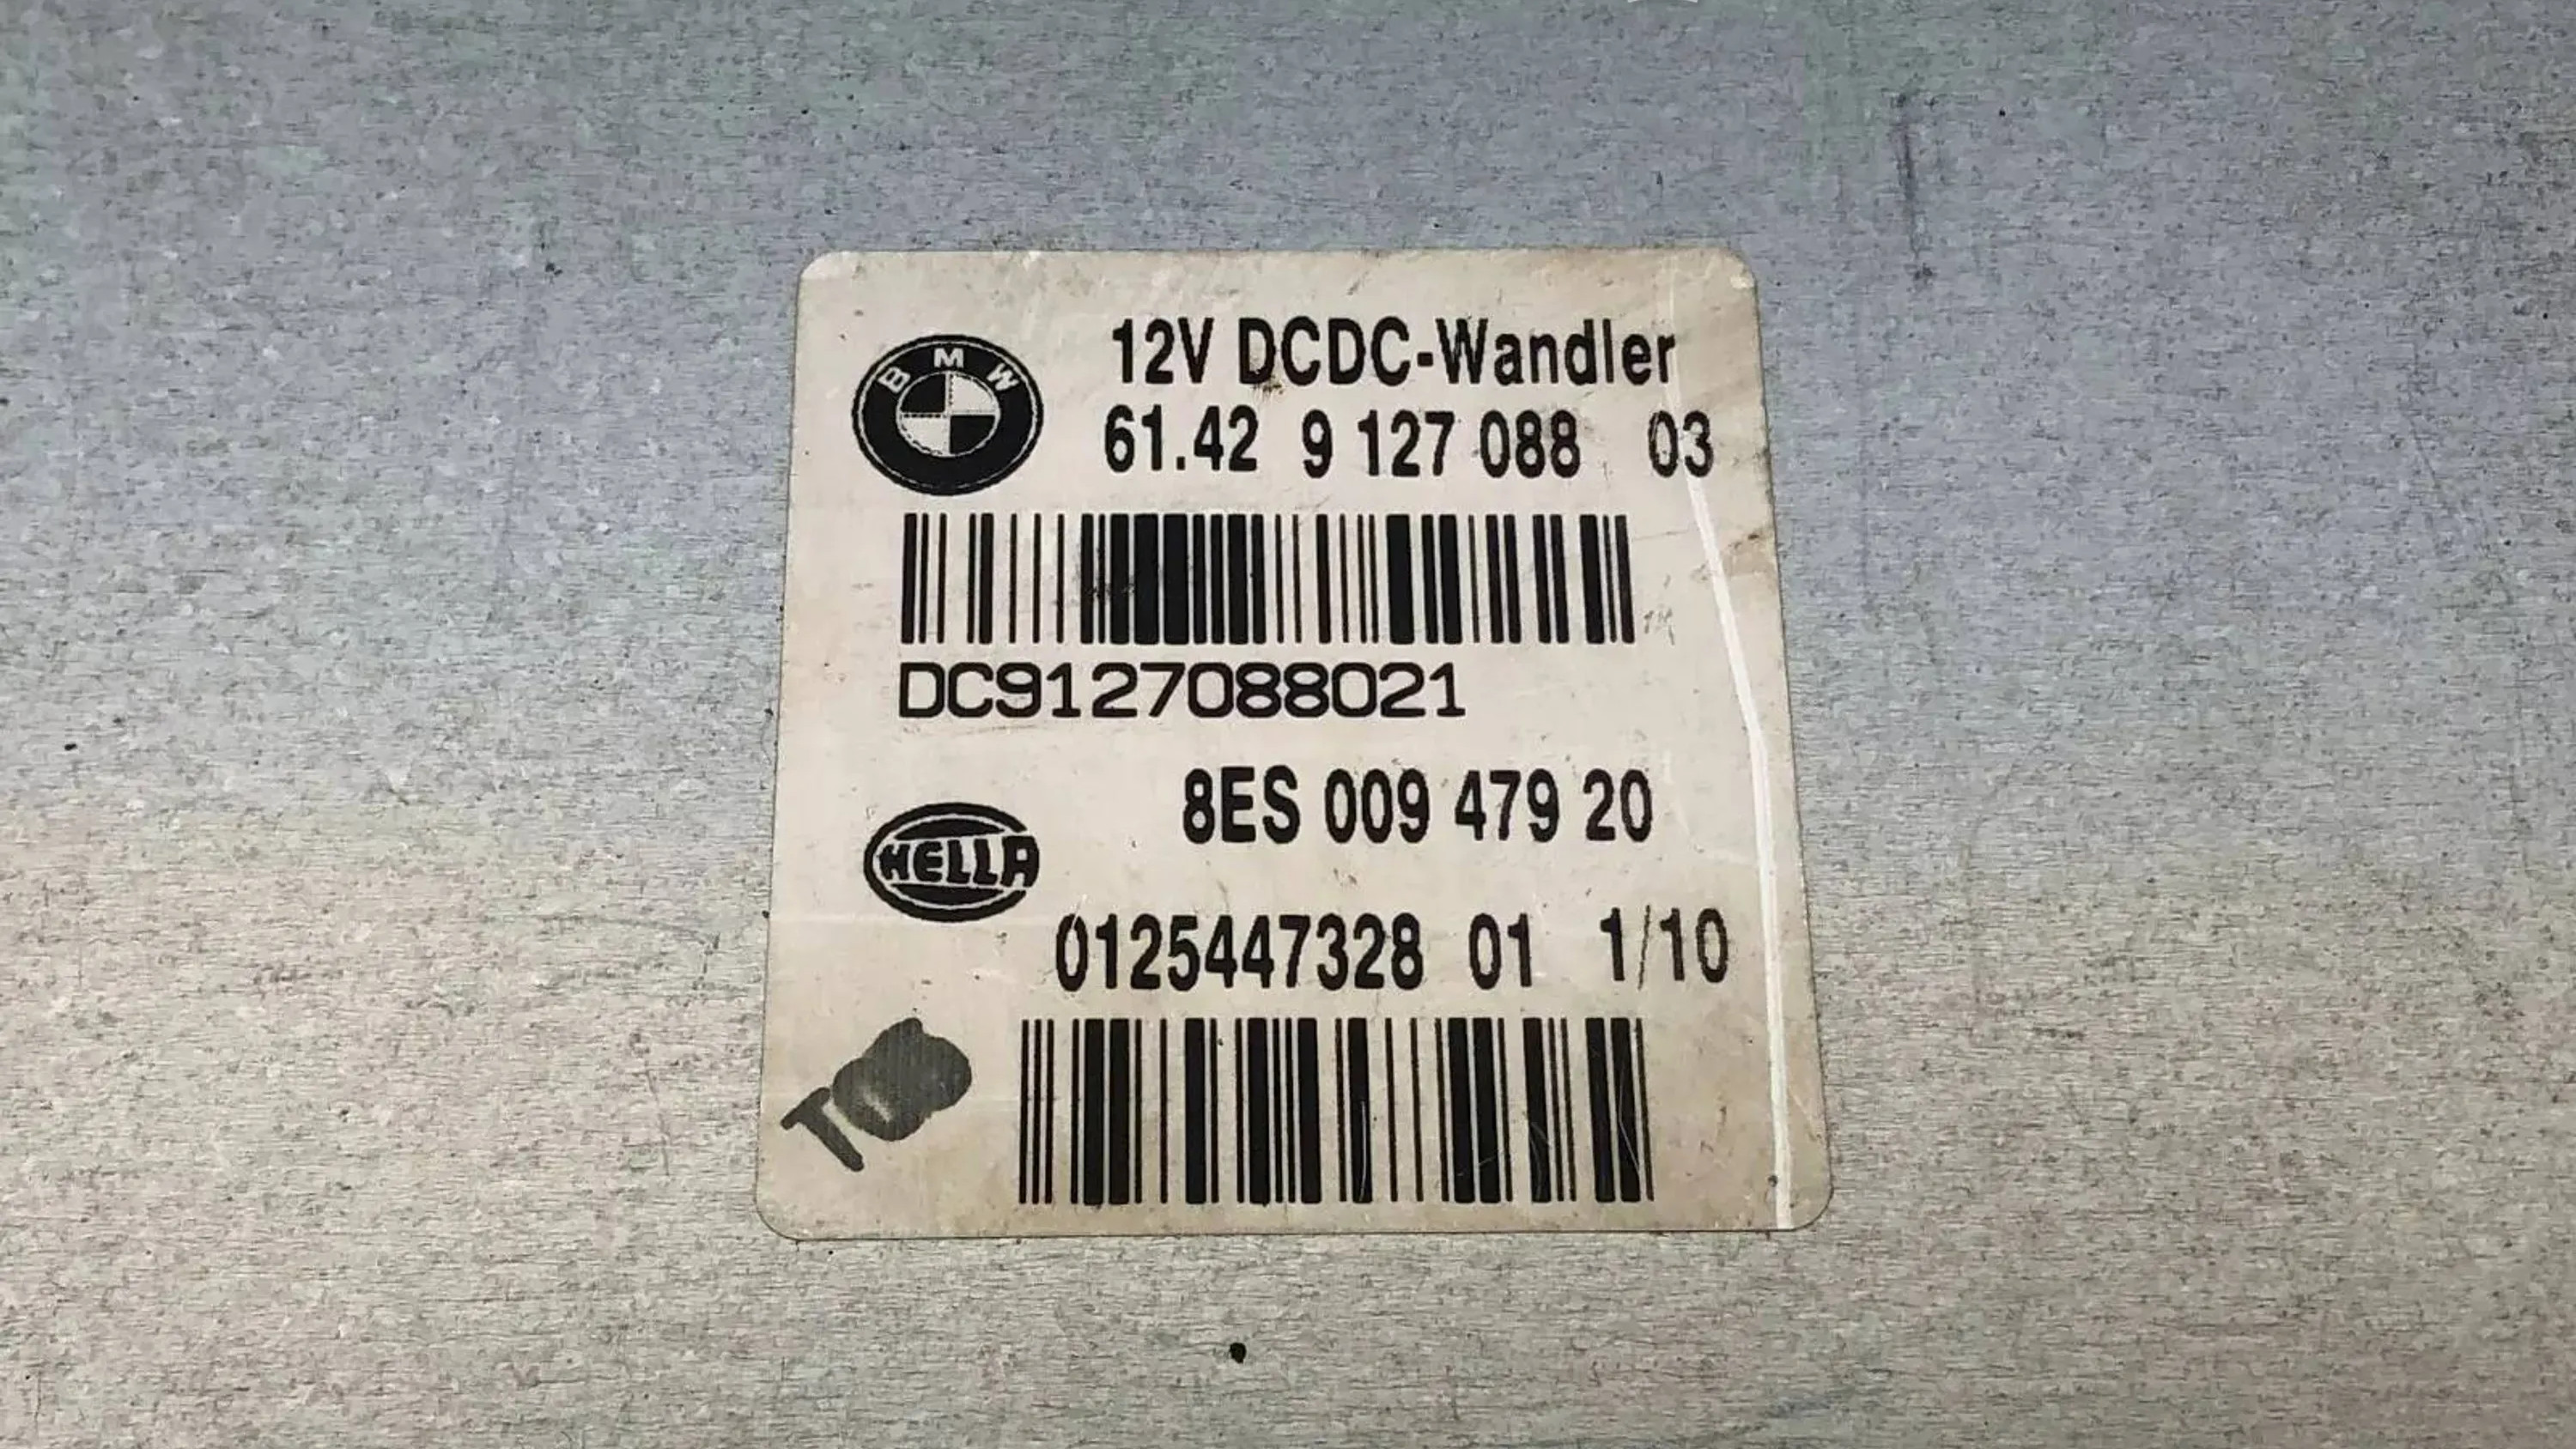 BMW
12V DCDC-Wandler
61.42 9 127 088 03
DC9127088021
8ES 009 479 20
HELLA
0125447328 01 1/10